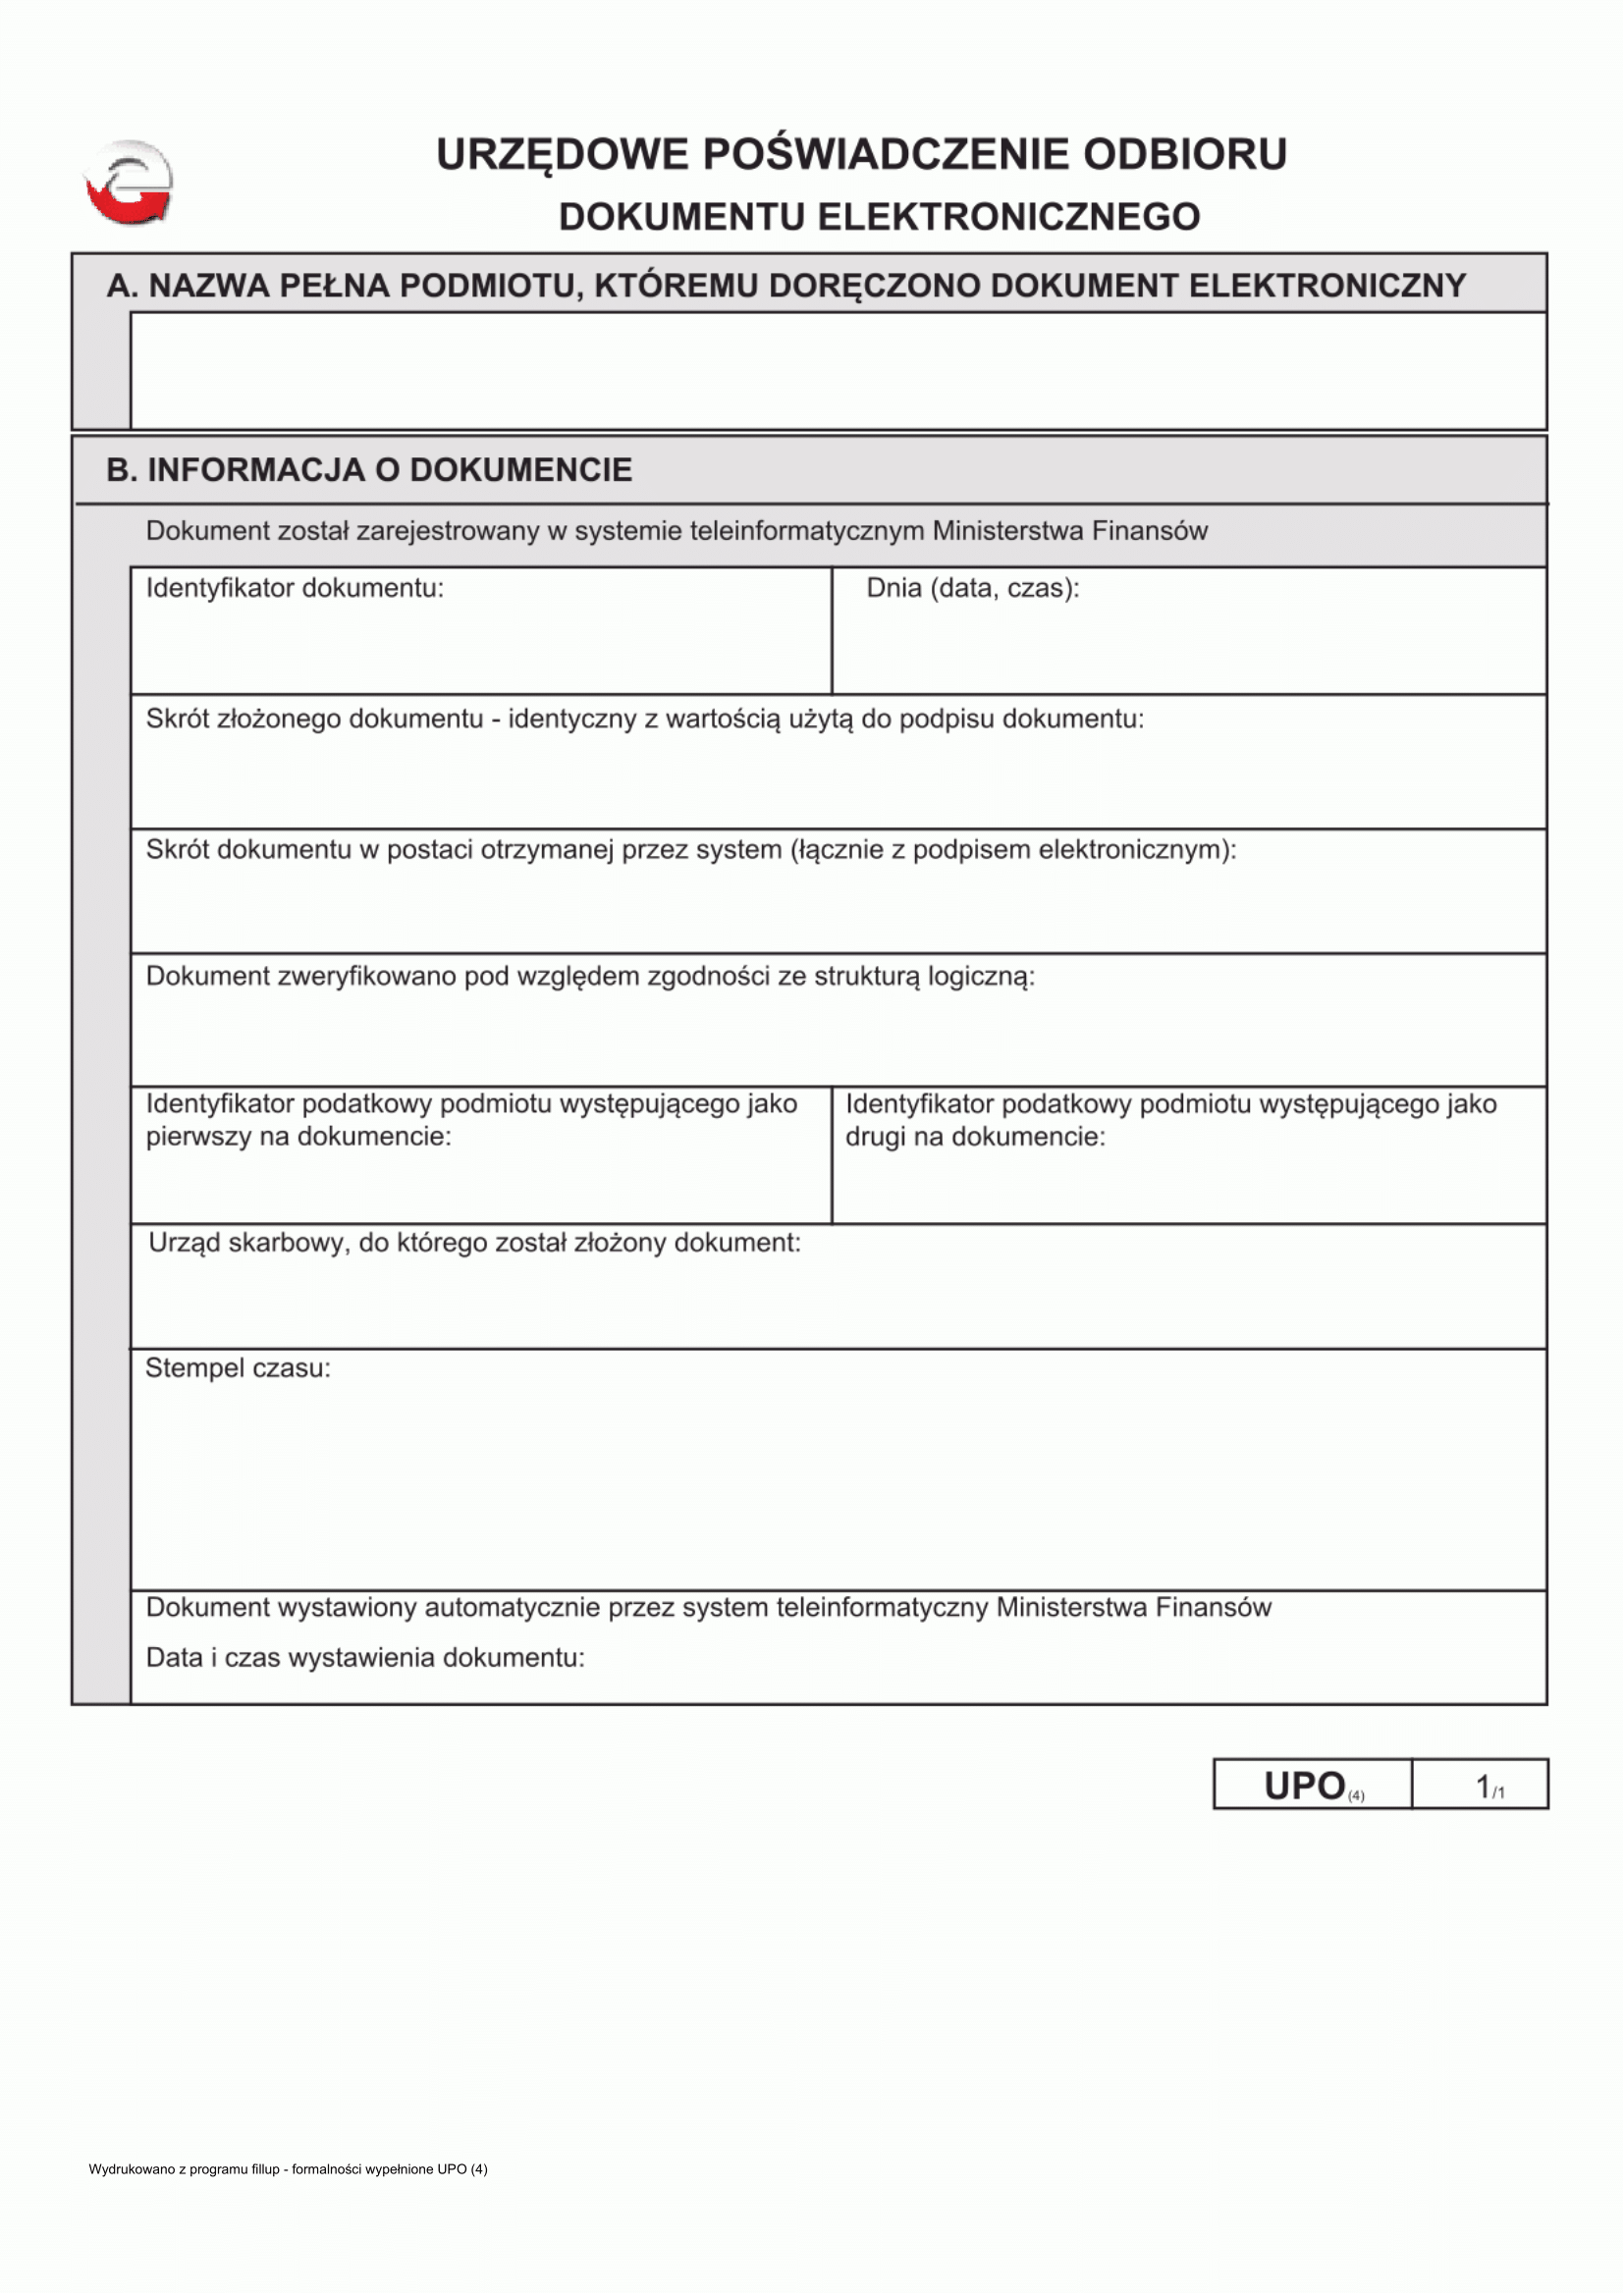 URZĘDOWE POŚWIADCZENIE ODBIORU
DOKUMENTU ELEKTRONICZNEGO
A. NAZWA PEŁNA PODMIOTU, KTÓREMU DORĘCZONO DOKUMENT ELEKTRONICZNY
B. INFORMACJA O DOKUMENCIE
Dokument został zarejestrowany w systemie teleinformatycznym Ministerstwa Finansów
Identyfikator dokumentu:
Dnia (data, czas):
Skrót złożonego dokumentu - identyczny z wartością użytą do podpisu dokumentu:
Skrót dokumentu w postaci otrzymanej przez system (łącznie z podpisem elektronicznym):
Dokument zweryfikowano pod względem zgodności ze strukturą logiczną:
Identyfikator podatkowy podmiotu występującego jako
pierwszy na dokumencie:
Identyfikator podatkowy podmiotu występującego jako
drugi na dokumencie:
Urząd skarbowy, do którego został złożony dokument:
Stempel czasu:
Dokument wystawiony automatycznie przez system teleinformatyczny Ministerstwa Finansów
Data i czas wystawienia dokumentu:
UPO(4) 1/1
Wydrukowano z programu fillup - formalności wypełnione UPO (4)